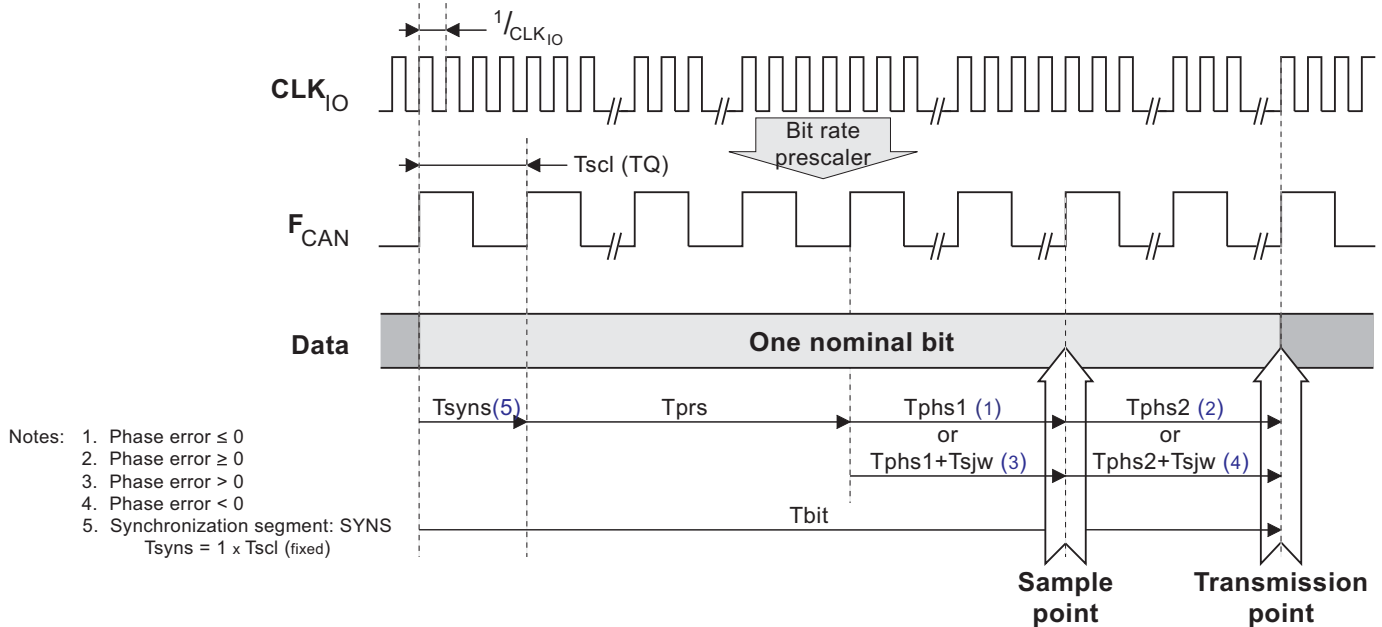 1/CLKIO
CLKIO
Bit rate
prescaler
Tscl (TQ)
FCAN
Data
One nominal bit
Tsyns(5)
Tprs
Tphs1 (1)
or
Tphs1+Tsjw (3)
Tphs2 (2)
or
Tphs2+Tsjw (4)
Tbit
Notes: 1. Phase error ≤ 0
2. Phase error ≥ 0
3. Phase error > 0
4. Phase error < 0
5. Synchronization segment: SYNS
Tsyns = 1 x Tscl (fixed)
Sample
point
Transmission
point